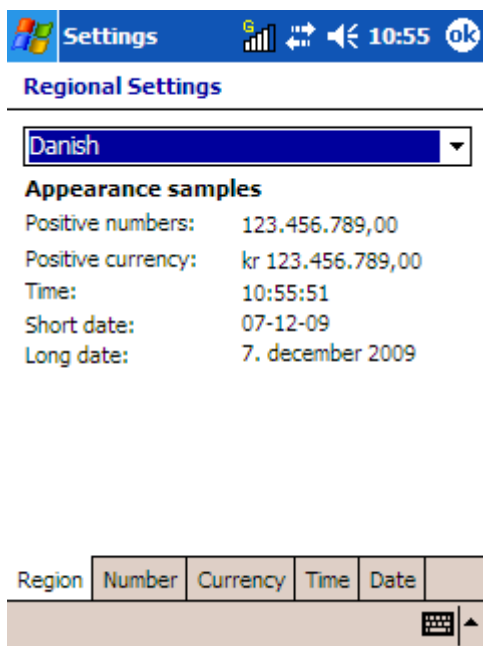 Settings G 10:55 ok
Regional Settings
Danish
Appearance samples
Positive numbers: 123.456.789,00
Positive currency: kr 123.456.789,00
Time: 10:55:51
Short date: 07-12-09
Long date: 7. december 2009
Region Number Currency Time Date